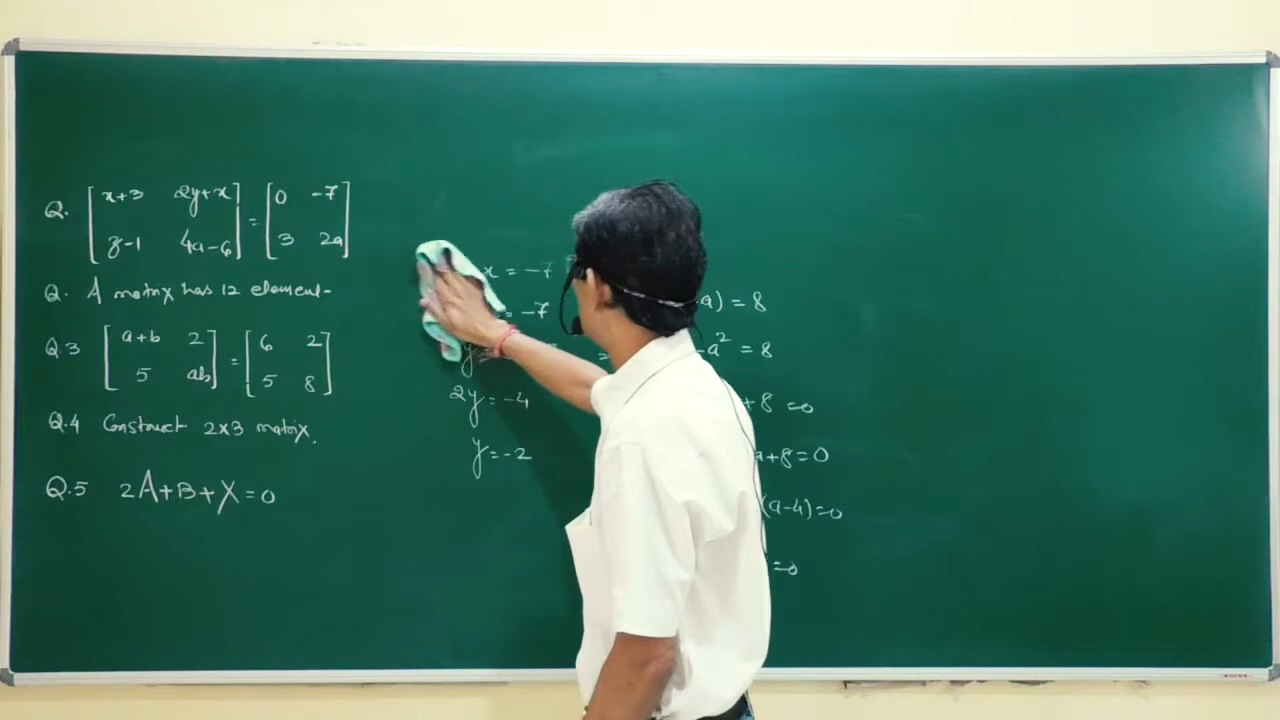 Q. [x+3 2y+x] = [0 -7]
[z-1 4a-6] [3 2a]
Q. A matrix has 12 element-
Q.3 [a+b 2] = [6 2]
[5 ab] [5 8]
Q.4 Construct 2x3 matrix.
Q.5 2A+B+X=0
x = -7
= -7
2y = -4
y = -2
a) = 8
-a² = 8
+8 =0
+8=0
(a-4)=0
=0